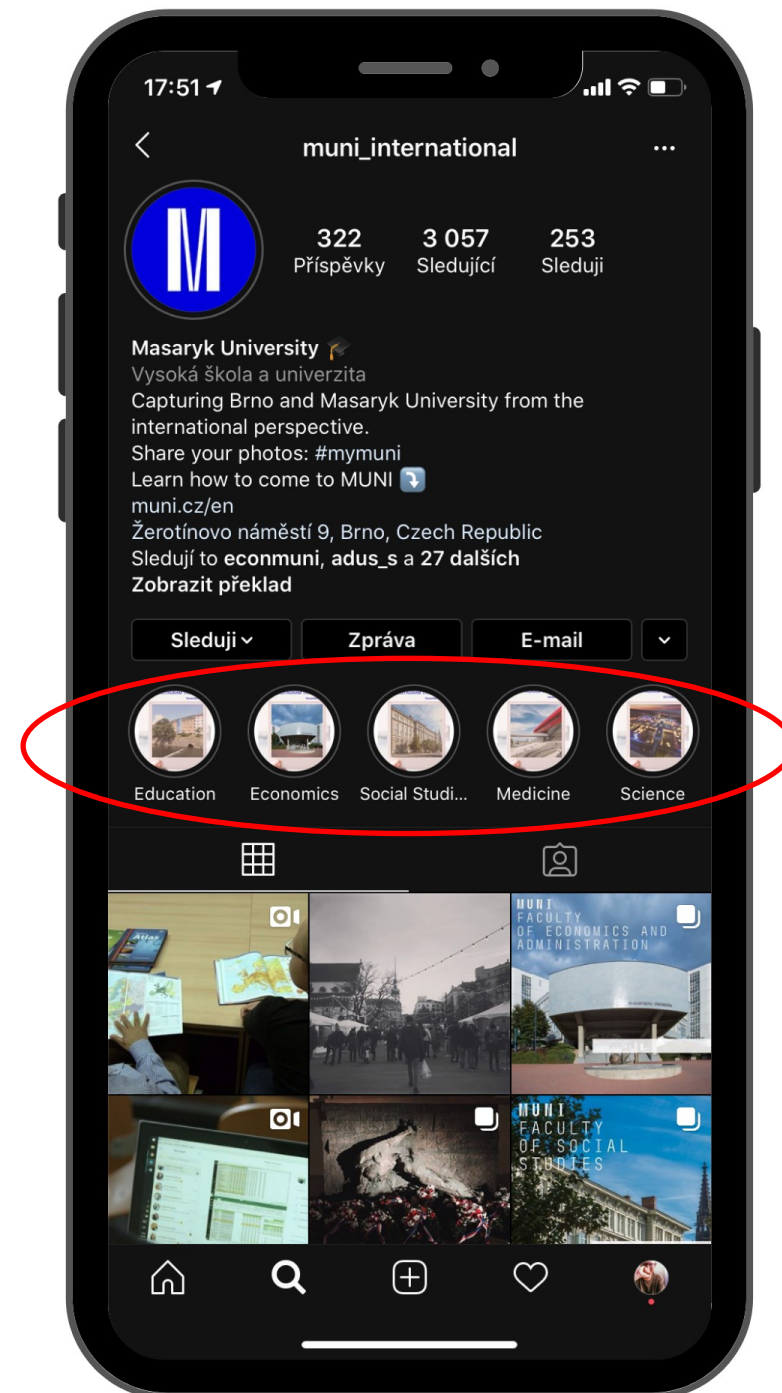 17:51
muni_international
322 3 057 253
Příspěvky Sledující Sleduji
M
Masaryk University
Vysoká škola a univerzita
Capturing Brno and Masaryk University from the
international perspective.
Share your photos: #mymuni
Learn how to come to MUNI
muni.cz/en
Žerotínovo náměstí 9, Brno, Czech Republic
Sledují to econmuni, adus_s a 27 dalších
Zobrazit překlad
Sleduji Zpráva E-mail
Education Economics Social Studi... Medicine Science
Atlas
MUNI
FACULTY
OF ECONOMICS AND
ADMINISTRATION
MUNI
FACULTY
OF SOCIAL
STUDIES